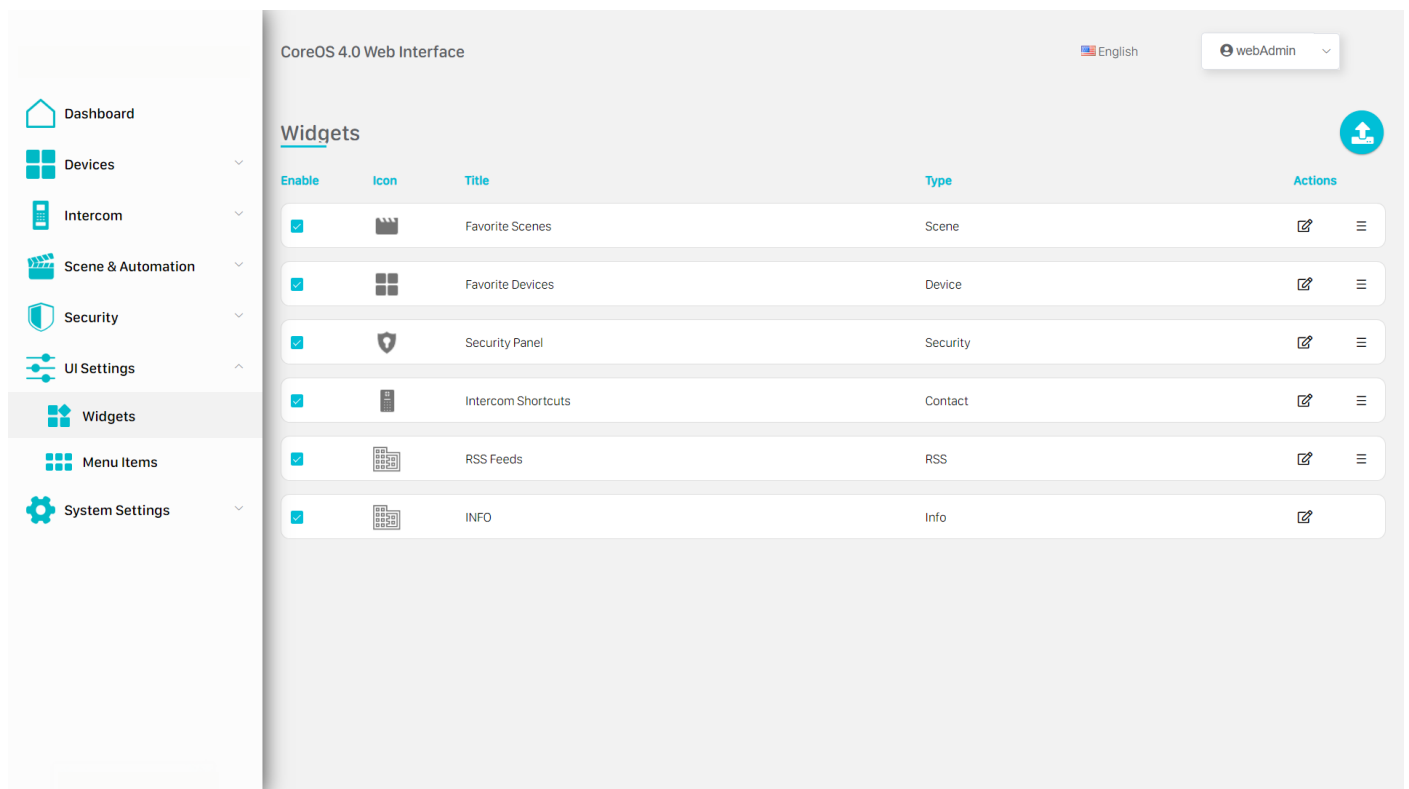 CoreOS 4.0 Web Interface
English
webAdmin
Dashboard
Devices
Intercom
Scene & Automation
Security
UI Settings
Widgets
Menu Items
System Settings
Widgets
Enable Icon Title Type Actions
Favorite Scenes Scene
Favorite Devices Device
Security Panel Security
Intercom Shortcuts Contact
RSS Feeds RSS
INFO Info